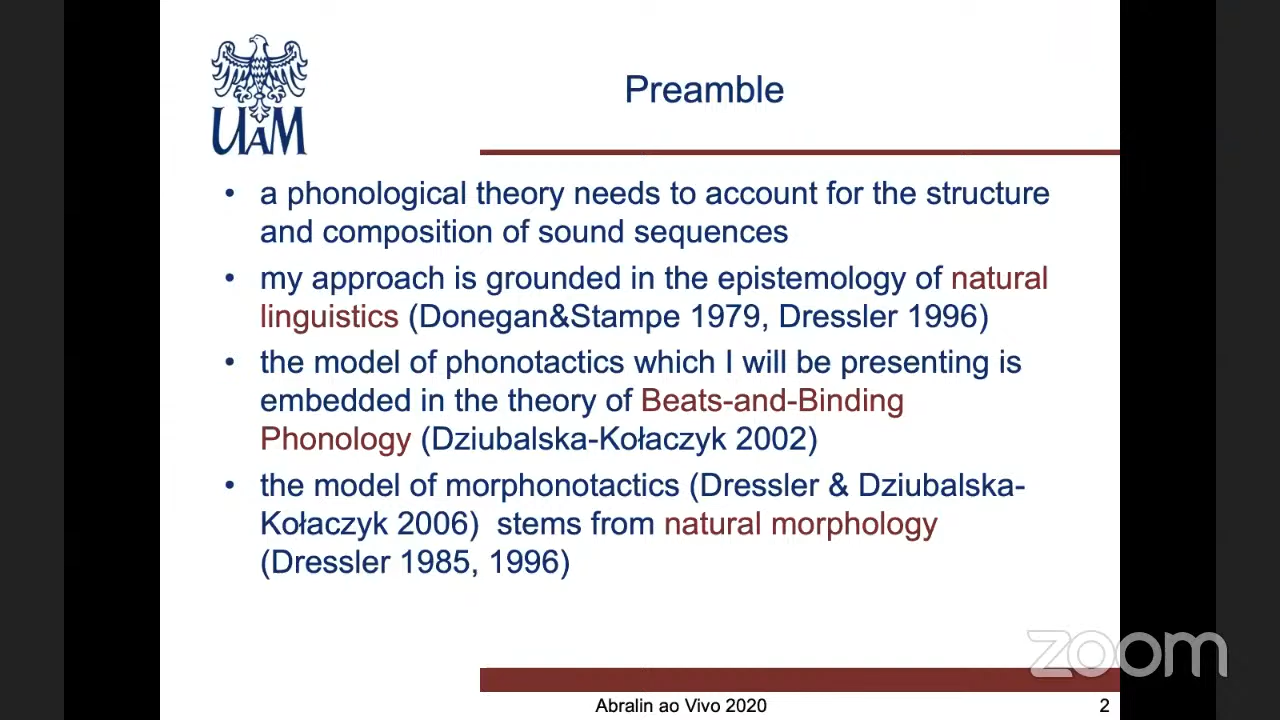 UAM
Preamble
• a phonological theory needs to account for the structure
and composition of sound sequences
• my approach is grounded in the epistemology of natural
linguistics (Donegan&Stampe 1979, Dressler 1996)
• the model of phonotactics which I will be presenting is
embedded in the theory of Beats-and-Binding
Phonology (Dziubalska-Kołaczyk 2002)
• the model of morphonotactics (Dressler & Dziubalska-
Kołaczyk 2006)  stems from natural morphology
(Dressler 1985, 1996)
zoom
Abralin ao Vivo 2020
2